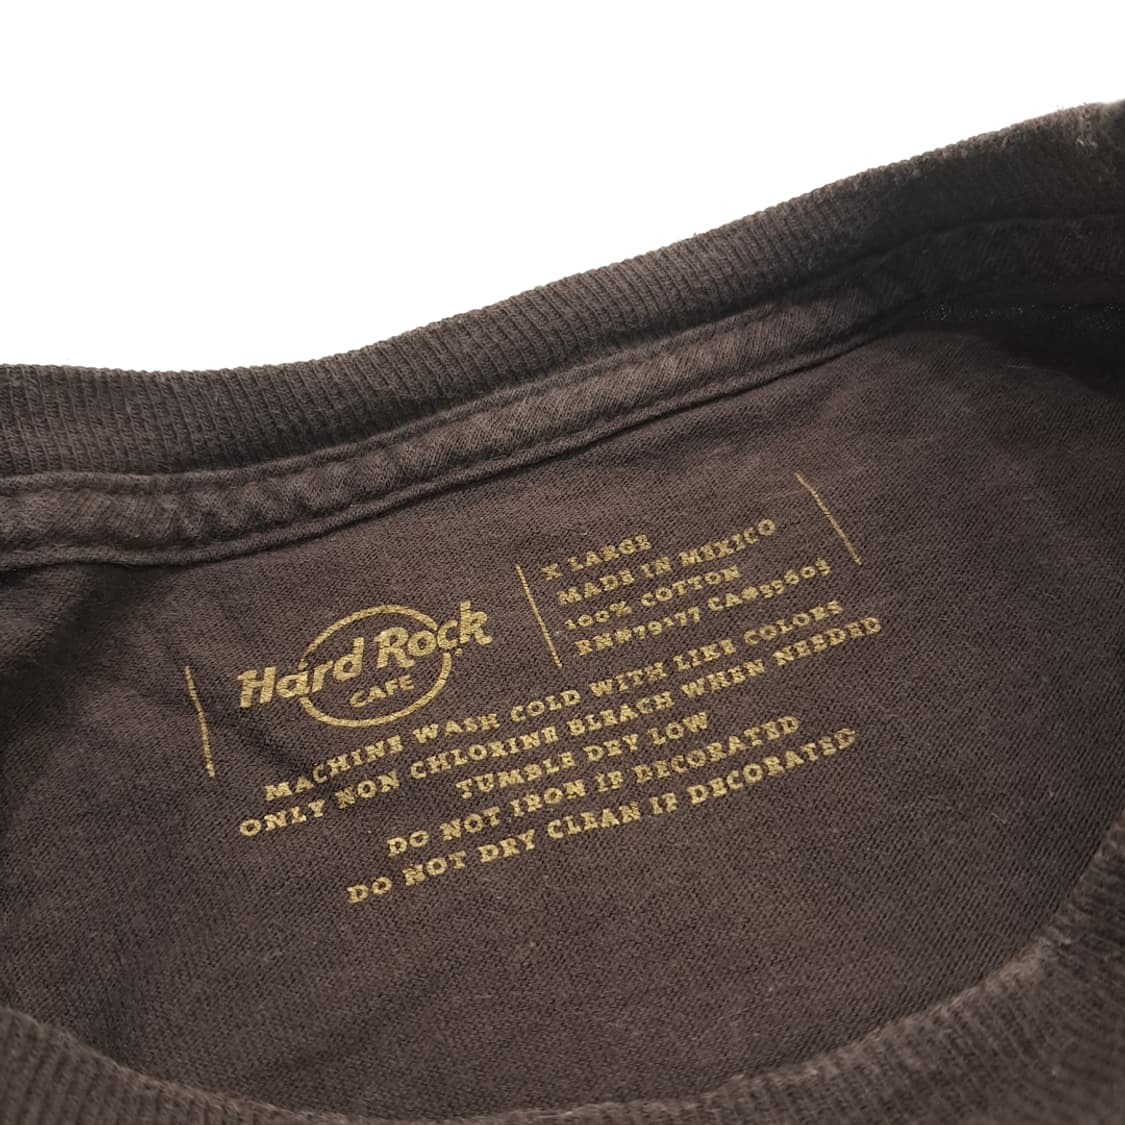 Hard Rock
CAFE
X LARGE
MADE IN MEXICO
100% COTTON
RN#79177 CA#33605
MACHINE WASH COLD WITH LIKE COLORS
ONLY NON CHLORINE BLEACH WHEN NEEDED
TUMBLE DRY LOW
DO NOT IRON IF DECORATED
DO NOT DRY CLEAN IF DECORATED